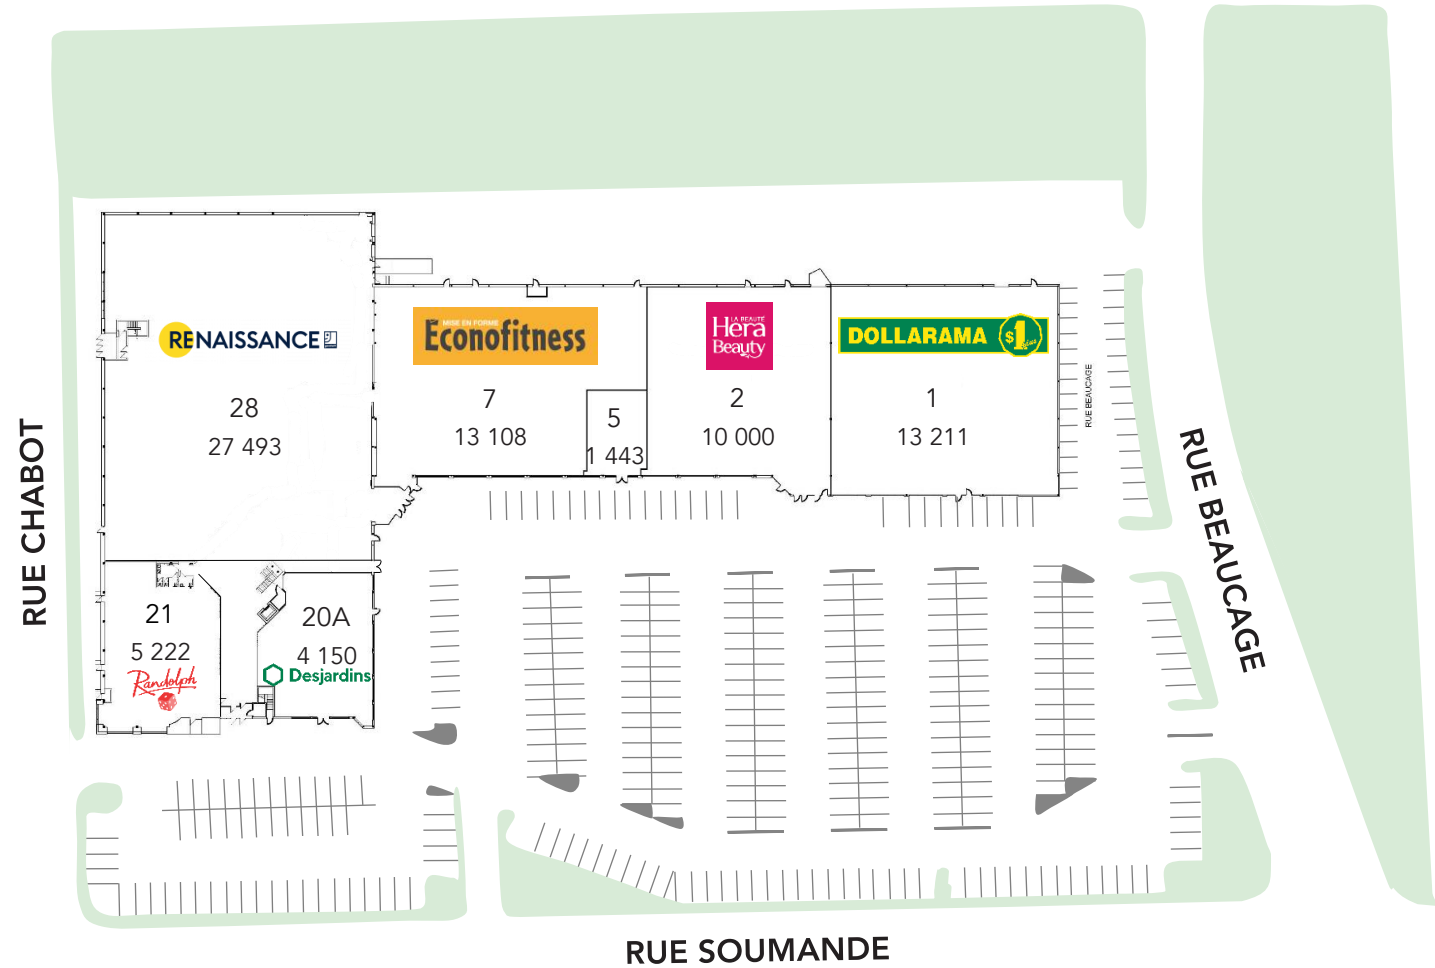 RENAISSANCE
28
27 493
MISE EN FORME
Econofitness
7
13 108
5
1 443
LA BEAUTÉ
Héra
Beauty
2
10 000
DOLLARAMA $1 plus
1
13 211
RUE BEAUCAGE
RUE CHABOT
RUE BEAUCAGE
21
5 222
Randolph
20A
4 150
Desjardins
RUE SOUMANDE